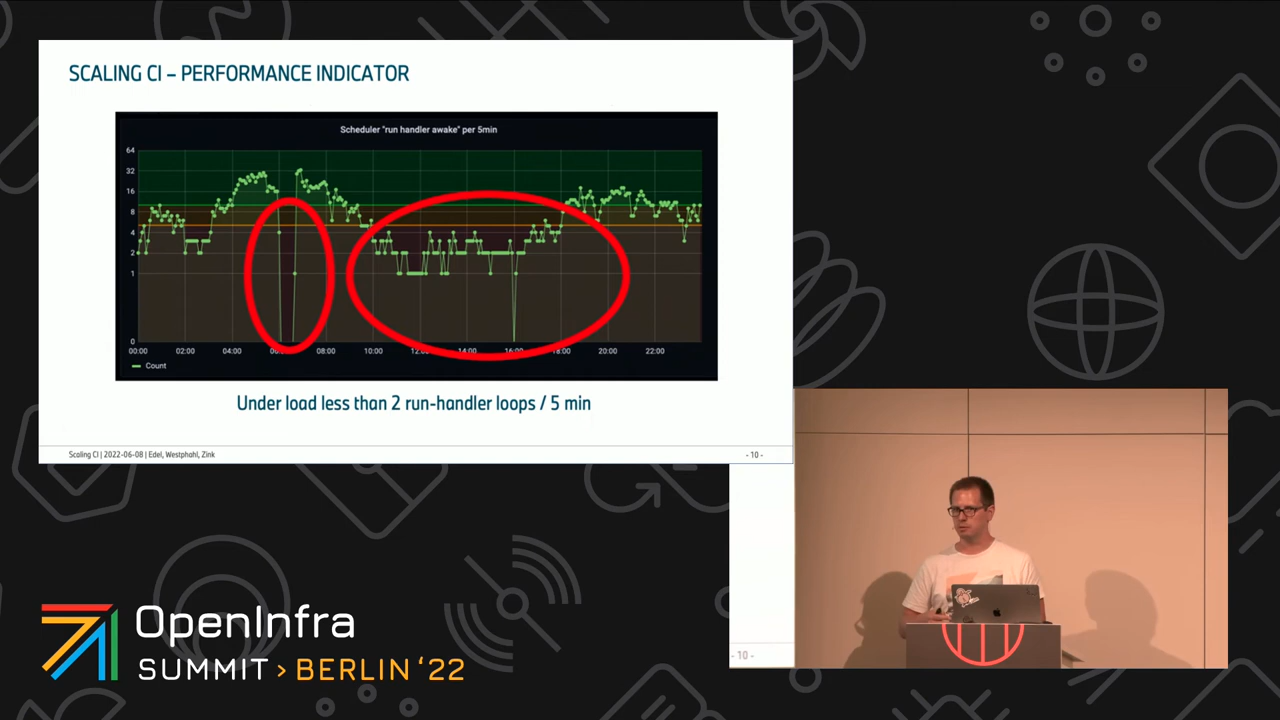 SCALING CI – PERFORMANCE INDICATOR
Scheduler "run handler awake" per 5min
64
32
16
8
4
2
1
0
00:00 02:00 04:00 08:00 10:00 12:00 14:00 16:00 18:00 20:00 22:00
Count
Under load less than 2 run-handler loops / 5 min
Scaling CI | 2022-06-08 | Edel, Westphahl, Zink
- 10 -
- 10 -
OpenInfra
SUMMIT > BERLIN ‘22